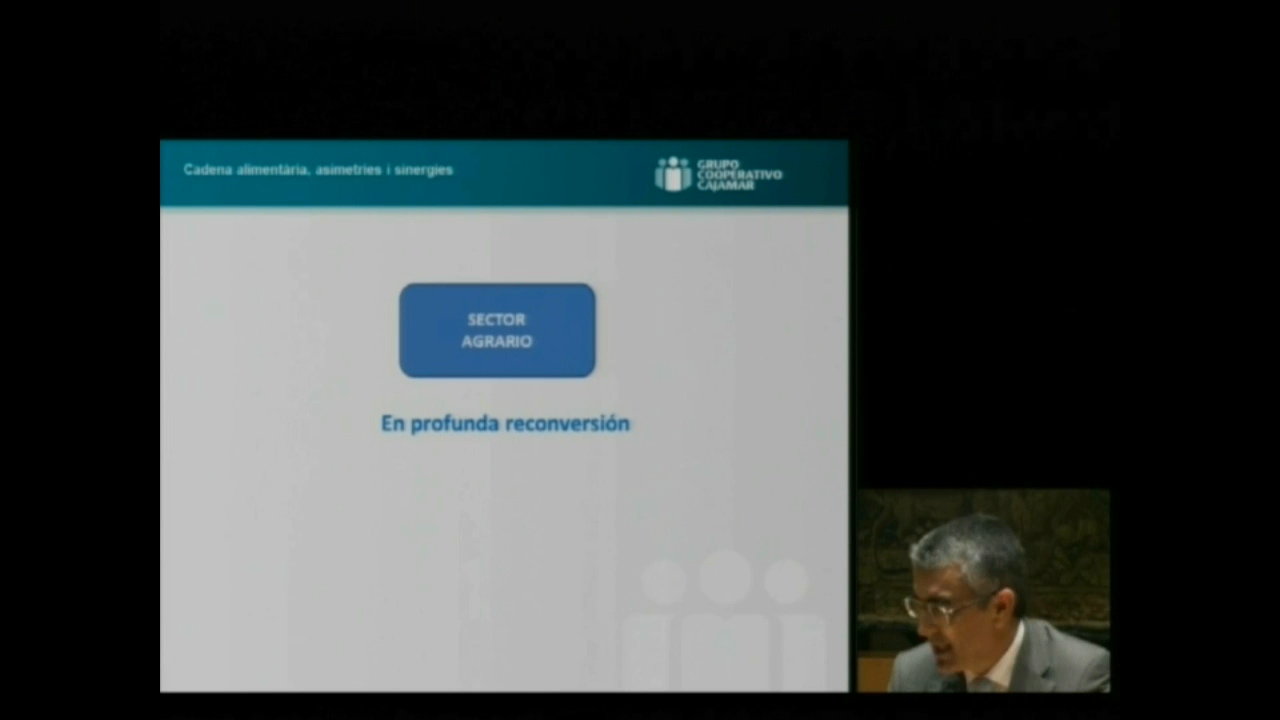 Cadena alimentària, asimetries i sinergies
GRUPO
COOPERATIVO
CAJAMAR
SECTOR
AGRARIO
En profunda reconversión